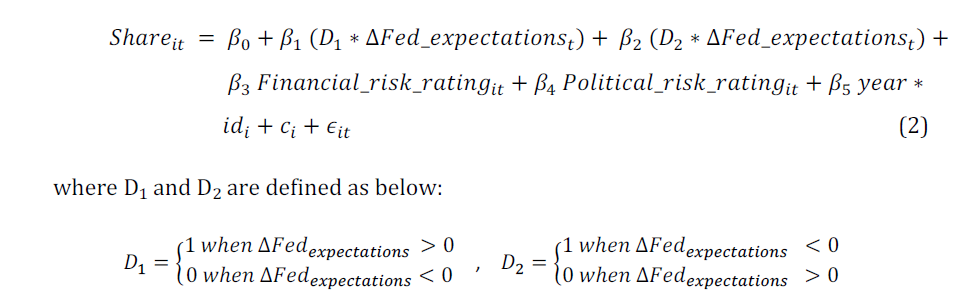 Share_it = β_0 + β_1 (D_1 * ΔFed_expectations_t) + β_2 (D_2 * ΔFed_expectations_t) +
β_3 Financial_risk_rating_it + β_4 Political_risk_rating_it + β_5 year *
id_i + c_i + ϵ_it (2)
where D_1 and D_2 are defined as below:
D_1 = {1 when ΔFed_expectations > 0 , D_2 = {1 when ΔFed_expectations < 0
0 when ΔFed_expectations < 0 0 when ΔFed_expectations > 0